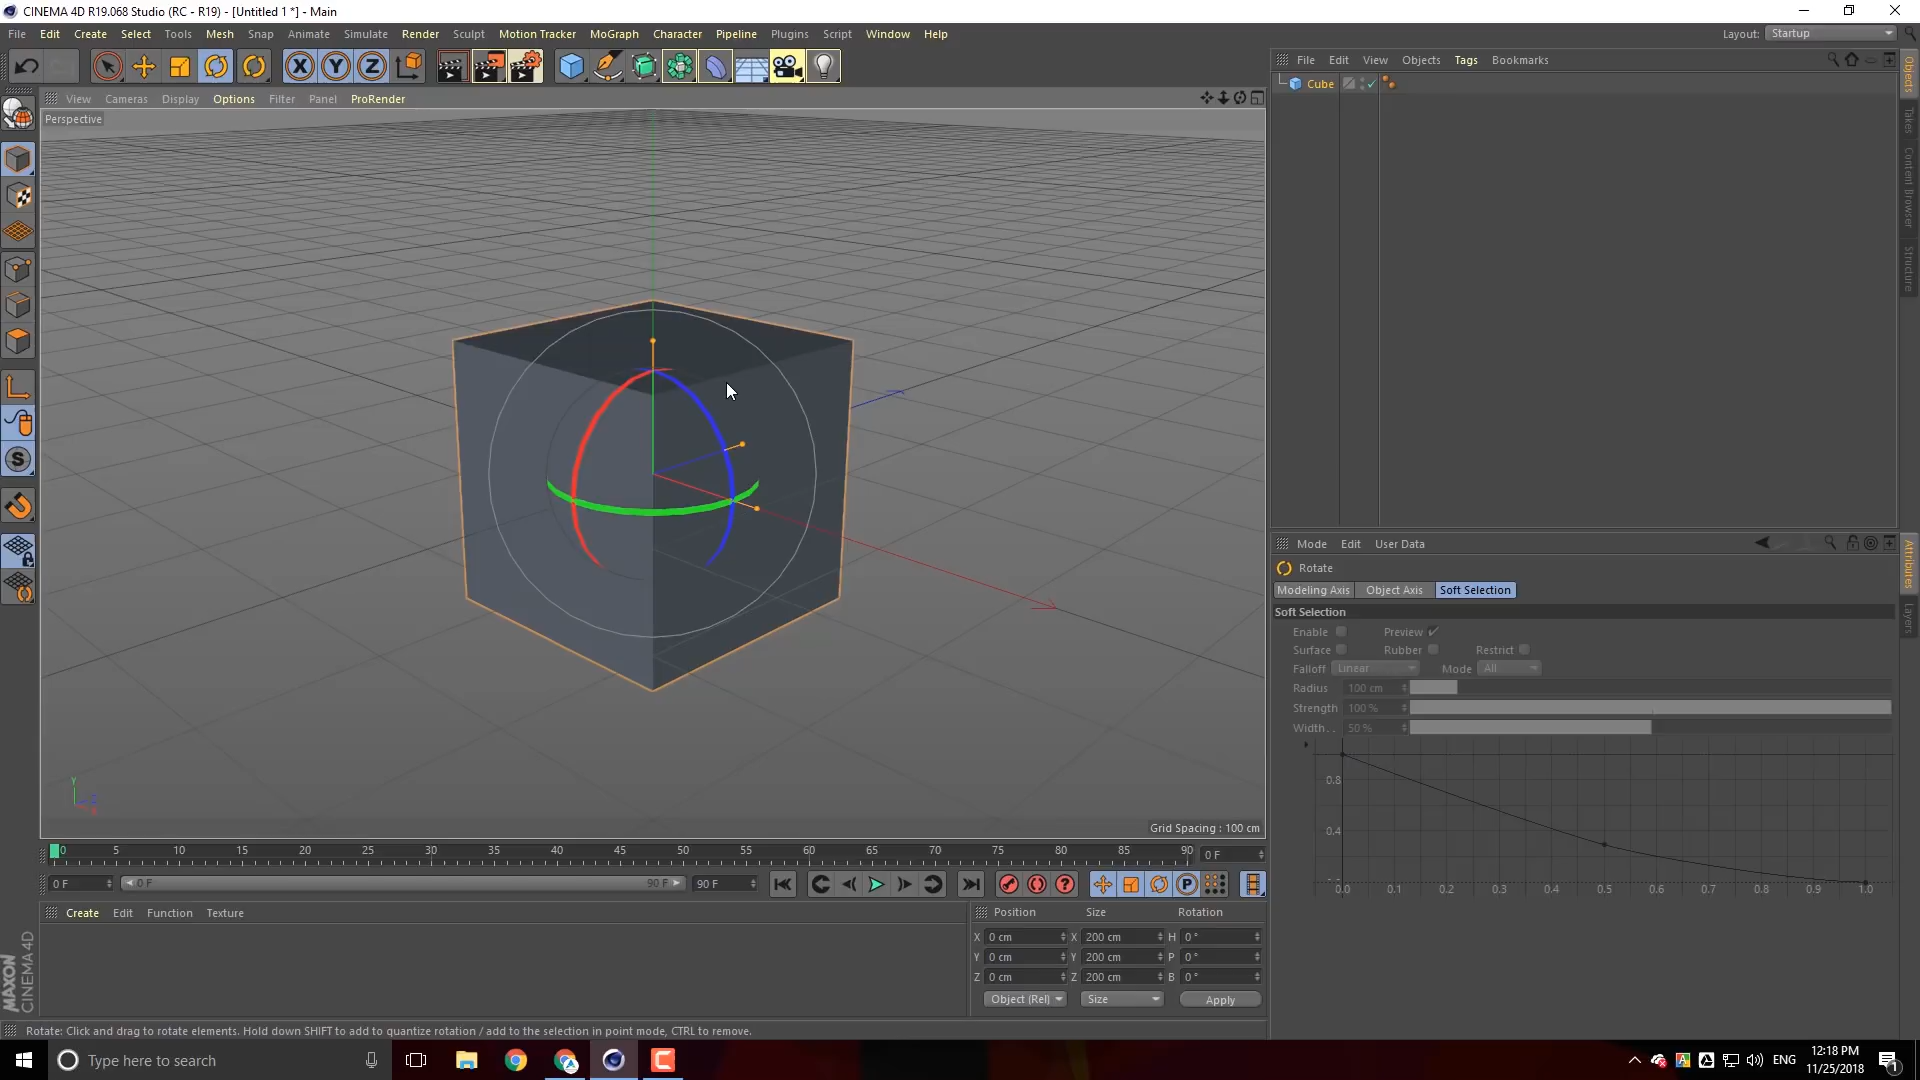 CINEMA 4D R19.068 Studio (RC - R19) - [Untitled 1 *] - Main
File Edit Create Select Tools Mesh Snap Animate Simulate Render Sculpt Motion Tracker MoGraph Character Pipeline Plugins Script Window Help Layout: Startup
X Y Z
File Edit View Objects Tags Bookmarks
Cube
View Cameras Display Options Filter Panel ProRender
Perspective
Objects
Takes
Content Browser
Structure
S
Y
Z
X
Grid Spacing : 100 cm
Mode Edit User Data
Rotate
Modeling Axis Object Axis Soft Selection
Soft Selection
Enable Preview
Surface Rubber Restrict
Falloff Linear Mode All
Radius 100 cm
Strength 100 %
Width.. 50 %
0.8
0.4
0.0 0.1 0.2 0.3 0.4 0.5 0.6 0.7 0.8 0.9 1.0
Attributes
Layers
0 5 10 15 20 25 30 35 40 45 50 55 60 65 70 75 80 85 90 0 F
0 F 0 F 90 F 90 F
? P
Create Edit Function Texture
Position Size Rotation
X 0 cm X 200 cm H 0 °
Y 0 cm Y 200 cm P 0 °
Z 0 cm Z 200 cm B 0 °
Object (Rel) Size Apply
MAXON
CINEMA 4D
Rotate: Click and drag to rotate elements. Hold down SHIFT to add to quantize rotation / add to the selection in point mode, CTRL to remove.
Type here to search
ENG
12:18 PM
11/25/2018
1